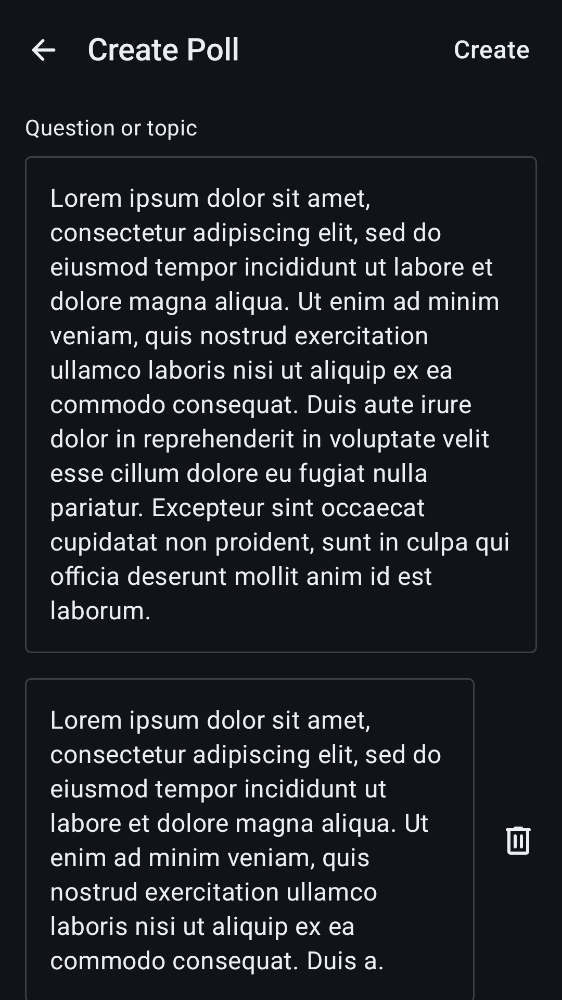 Create Poll
Create
Question or topic
Lorem ipsum dolor sit amet,
consectetur adipiscing elit, sed do
eiusmod tempor incididunt ut labore et
dolore magna aliqua. Ut enim ad minim
veniam, quis nostrud exercitation
ullamco laboris nisi ut aliquip ex ea
commodo consequat. Duis aute irure
dolor in reprehenderit in voluptate velit
esse cillum dolore eu fugiat nulla
pariatur. Excepteur sint occaecat
cupidatat non proident, sunt in culpa qui
officia deserunt mollit anim id est
laborum.
Lorem ipsum dolor sit amet,
consectetur adipiscing elit, sed do
eiusmod tempor incididunt ut
labore et dolore magna aliqua. Ut
enim ad minim veniam, quis
nostrud exercitation ullamco
laboris nisi ut aliquip ex ea
commodo consequat. Duis a.